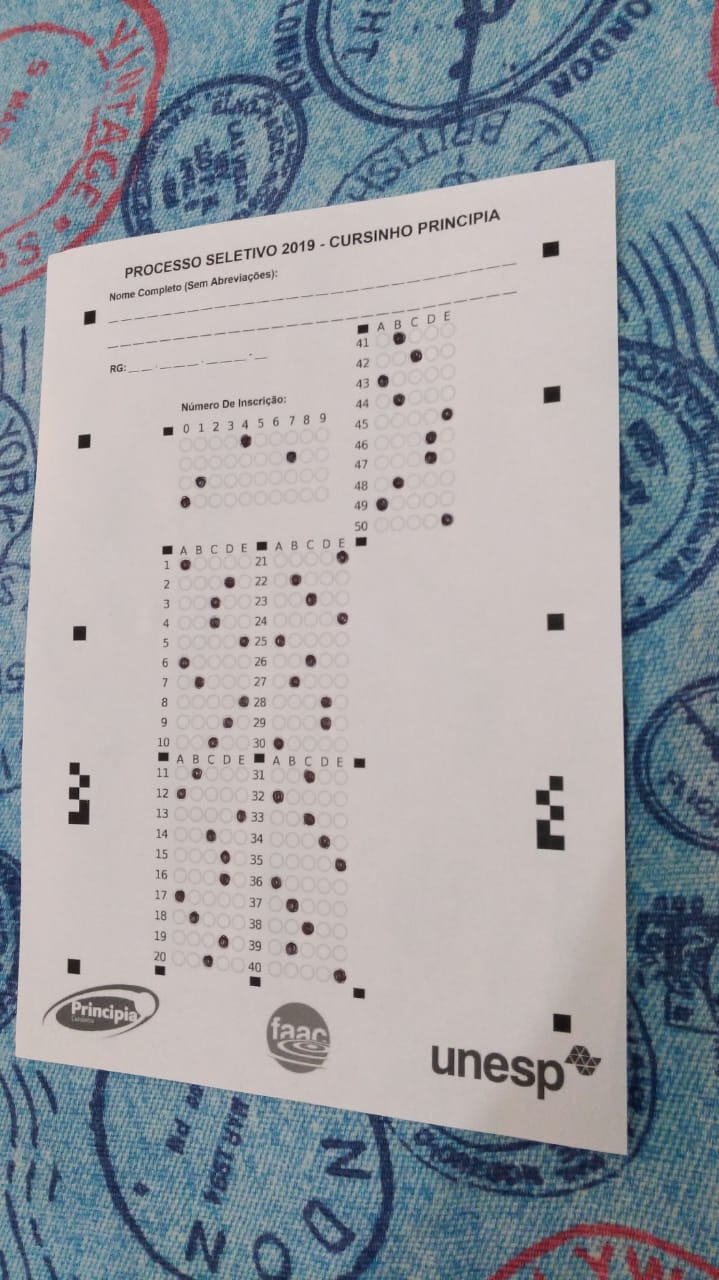 PROCESSO SELETIVO 2019 - CURSINHO PRINCIPIA
Nome Completo (Sem Abreviações):
RG:
Número De Inscrição:
0 1 2 3 4 5 6 7 8 9
A B C D E
41
42
43
44
45
46
47
48
49
50
A B C D E A B C D E
1 21
2 22
3 23
4 24
5 25
6 26
7 27
8 28
9 29
10 30
A B C D E A B C D E
11 31
12 32
13 33
14 34
15 35
16 36
17 37
18 38
19 39
20 40
Principia
Cursinho
faac
unesp
VINTAGE
LONDON
BRITISH